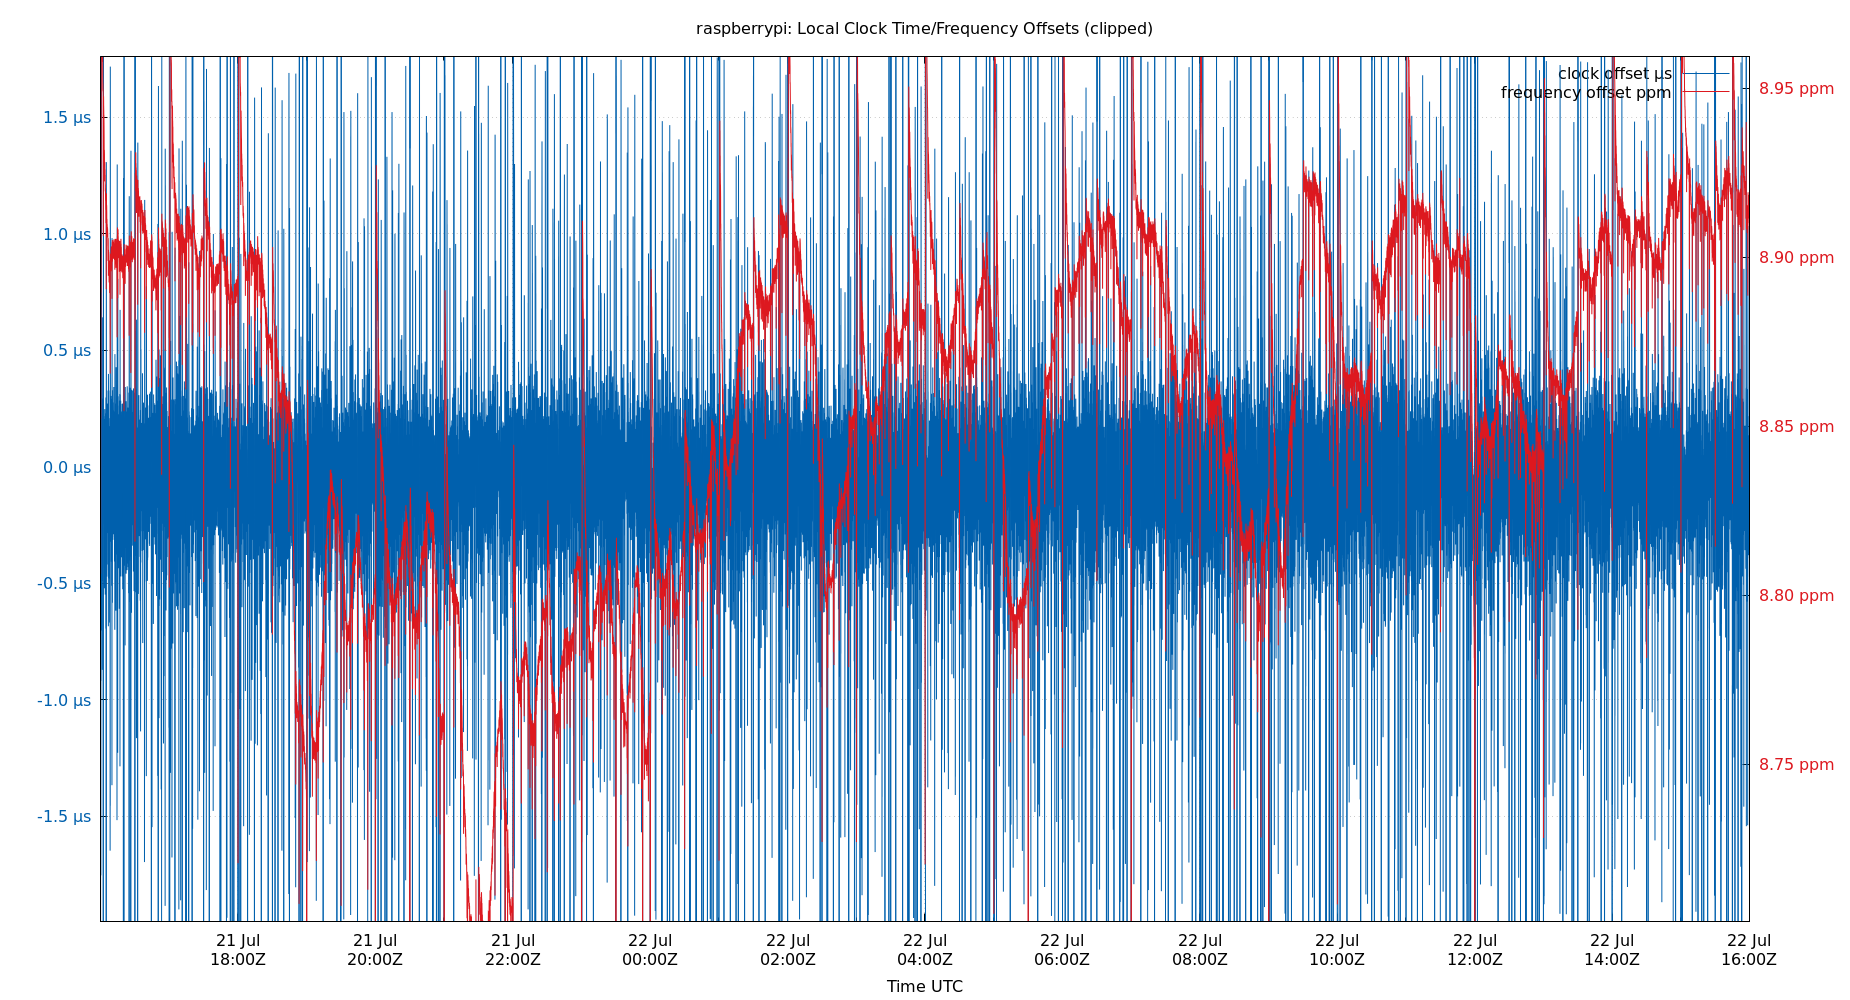 raspberrypi: Local Clock Time/Frequency Offsets (clipped)
clock offset µs
frequency offset ppm
1.5 µs
1.0 µs
0.5 µs
0.0 µs
-0.5 µs
-1.0 µs
-1.5 µs
8.95 ppm
8.90 ppm
8.85 ppm
8.80 ppm
8.75 ppm
21 Jul 21 Jul 21 Jul 22 Jul 22 Jul 22 Jul 22 Jul 22 Jul 22 Jul 22 Jul 22 Jul 22 Jul
18:00Z 20:00Z 22:00Z 00:00Z 02:00Z 04:00Z 06:00Z 08:00Z 10:00Z 12:00Z 14:00Z 16:00Z
Time UTC